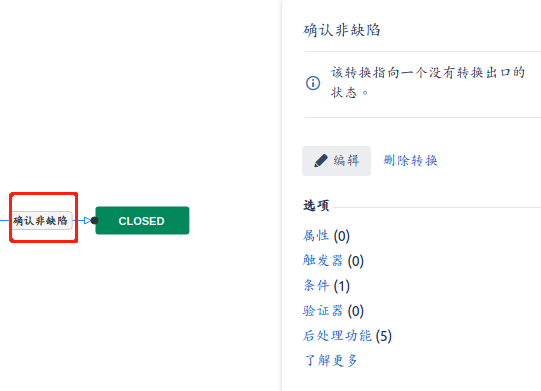 确认非缺陷
CLOSED
确认非缺陷
该转换指向一个没有转换出口的
状态。
编辑
删除转换
选项
属性 (0)
触发器 (0)
条件 (1)
验证器 (0)
后处理功能 (5)
了解更多